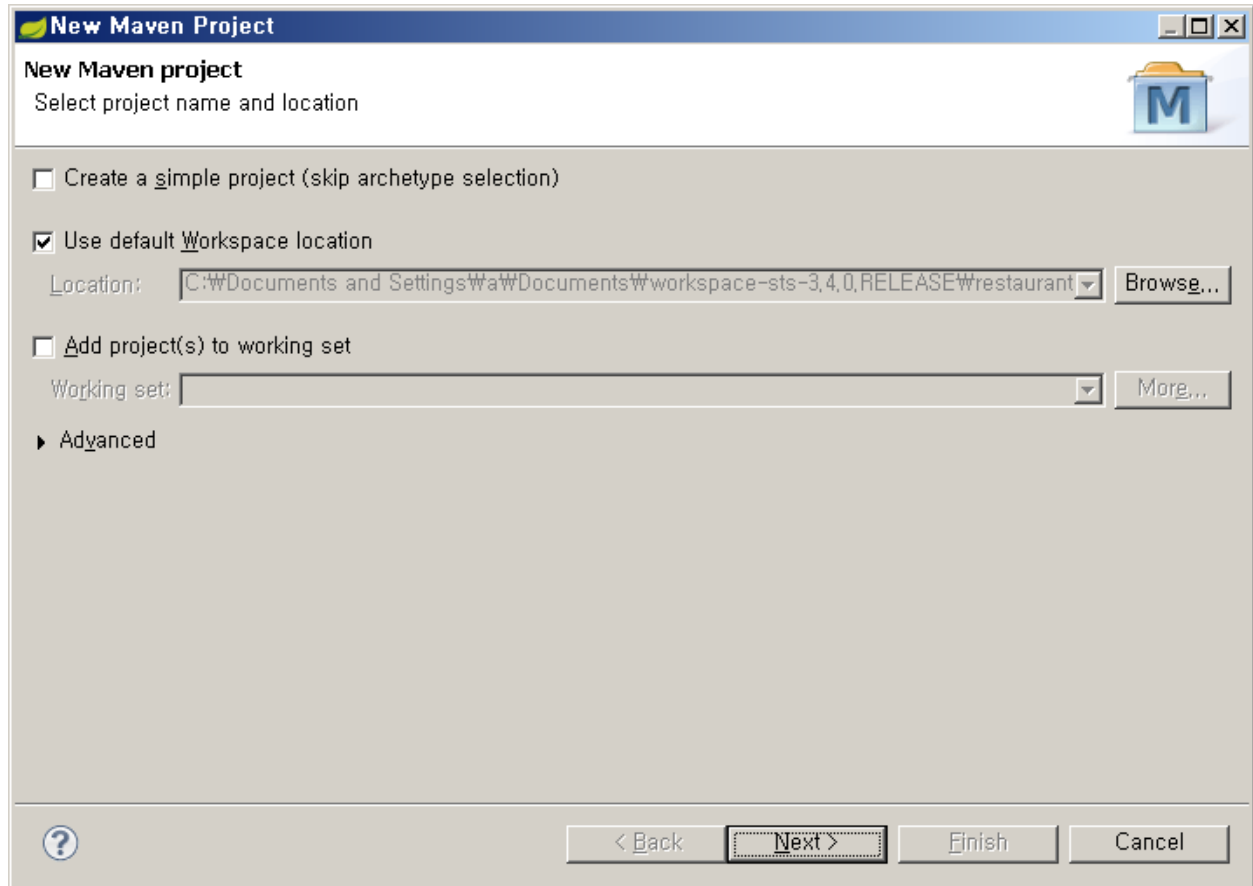 New Maven Project
New Maven project
Select project name and location
M
Create a simple project (skip archetype selection)
Use default Workspace location
Location: C:₩Documents and Settings₩a₩Documents₩workspace-sts-3,4,0,RELEASE₩restaurant Browse...
Add project(s) to working set
Working set: More...
Advanced
? < Back Next > Finish Cancel